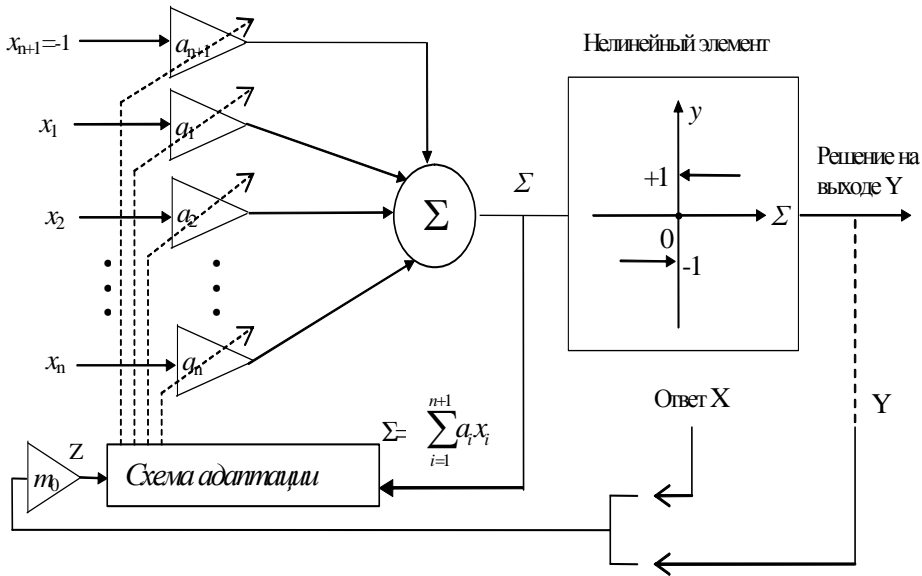 x_{n+1}=-1
a_{n+1}
Нелинейный элемент
x_1
a_1
y
+1
Решение на
выходе Y
x_2
a_2
Σ
Σ
Σ
0
-1
x_n
a_n
Ответ X
Y
Σ= \sum_{i=1}^{n+1} a_i x_i
Z
m_0
Схема адаптации